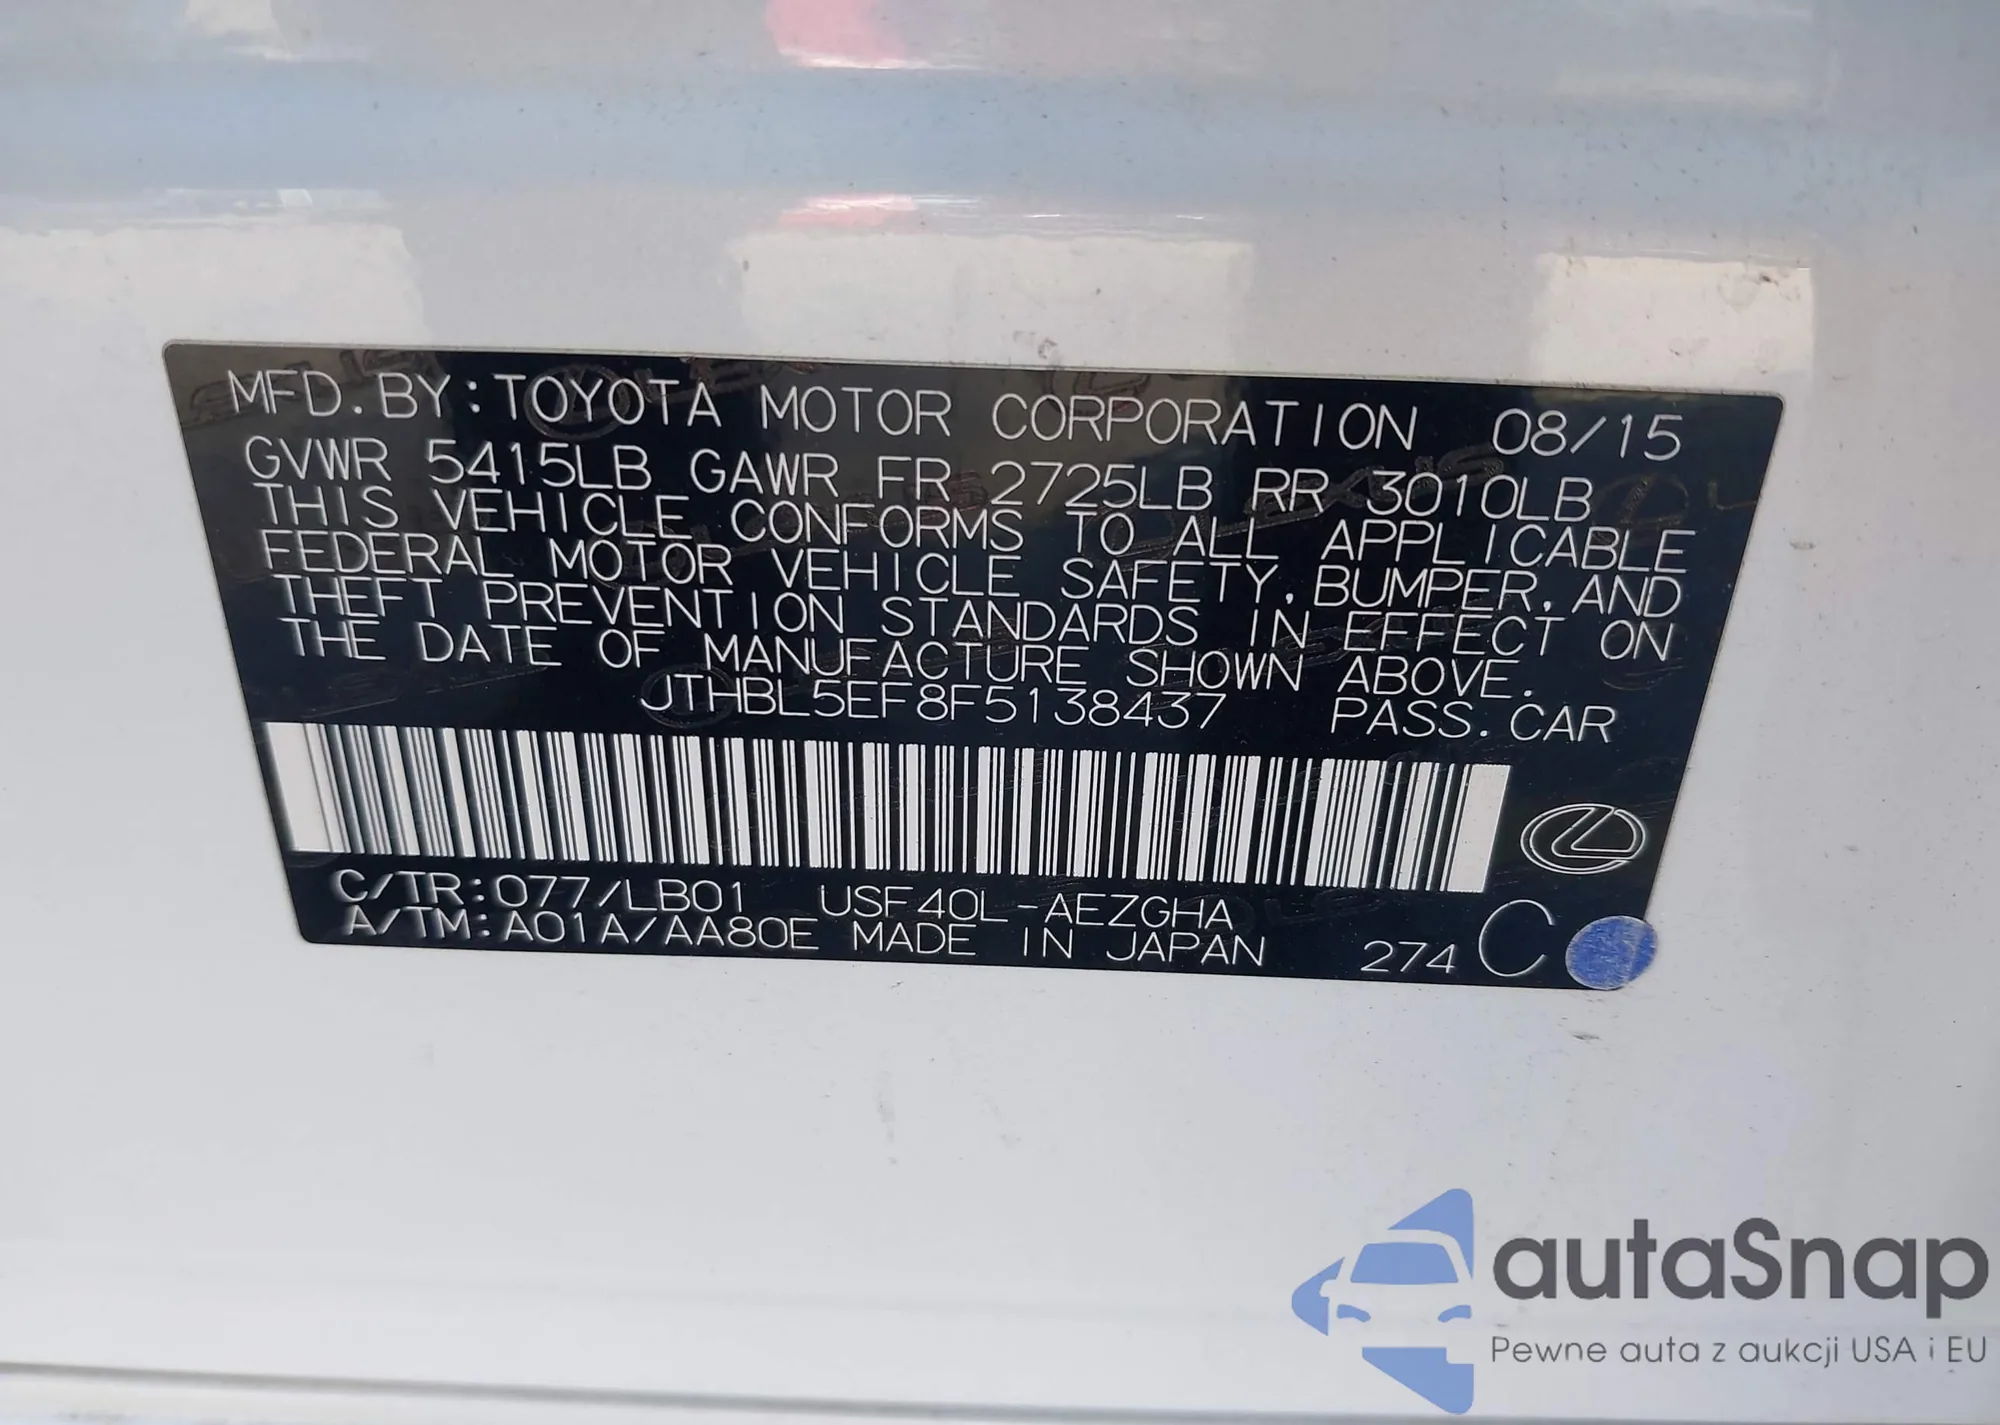 MFD. BY: TOYOTA MOTOR CORPORATION 08/15
GVWR 5415LB GAWR FR 2725LB RR 3010LB
THIS VEHICLE CONFORMS TO ALL APPLICABLE
FEDERAL MOTOR VEHICLE SAFETY, BUMPER, AND
THEFT PREVENTION STANDARDS IN EFFECT ON
THE DATE OF MANUFACTURE SHOWN ABOVE.
JTHBL5EF8F5138437 PASS. CAR
C/TR: 077/LB01 USF40L-AEZGHA
A/TM: A01A/AA80E MADE IN JAPAN 274 C
autaSnap
Pewne auta z aukcji USA i EU